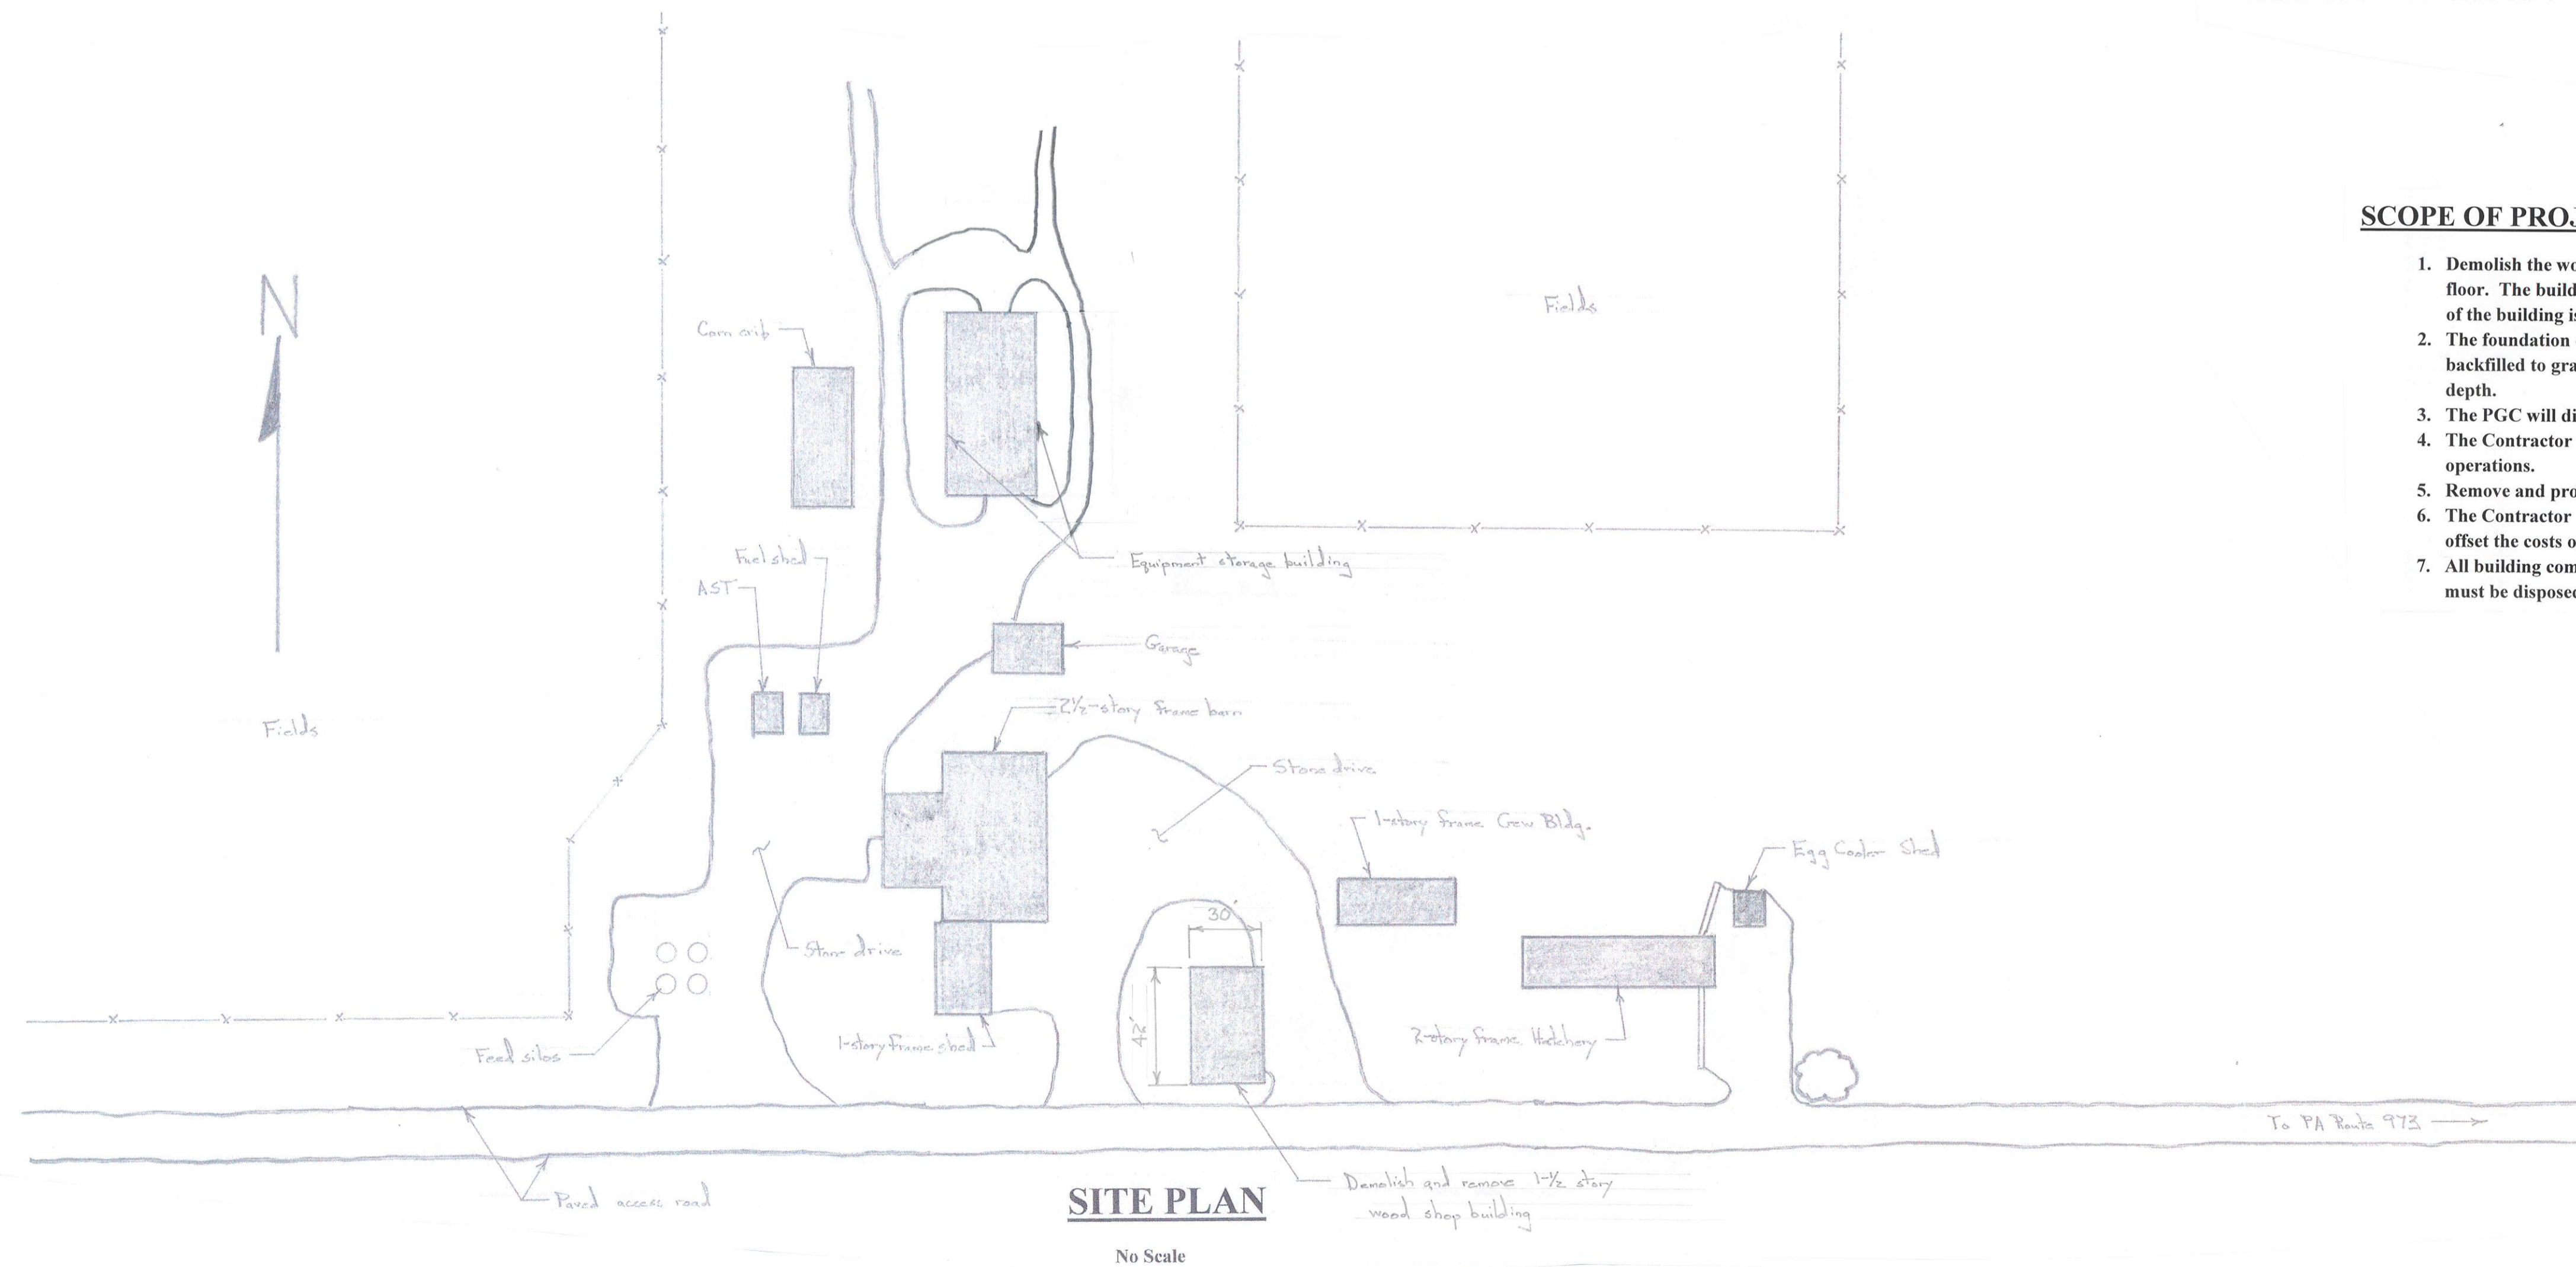 N
Corn crib
Fields
Fuel shed
AST
Equipment storage building
Garage
Fields
2½-story frame barn
Stone drive
1-story frame Gew Bldg.
Egg Cooler Shed
30'
Stone drive
42'
Feed silos
1-story frame shed
2-story frame Hatchery
To PA Route 973
Paved access road
Demolish and remove 1-½ story
wood shop building
SITE PLAN
No Scale
SCOPE OF PROJ
1. Demolish the wo
floor. The build
of the building is
2. The foundation
backfilled to gra
depth.
3. The PGC will di
4. The Contractor
operations.
5. Remove and pro
6. The Contractor
offset the costs o
7. All building com
must be disposed